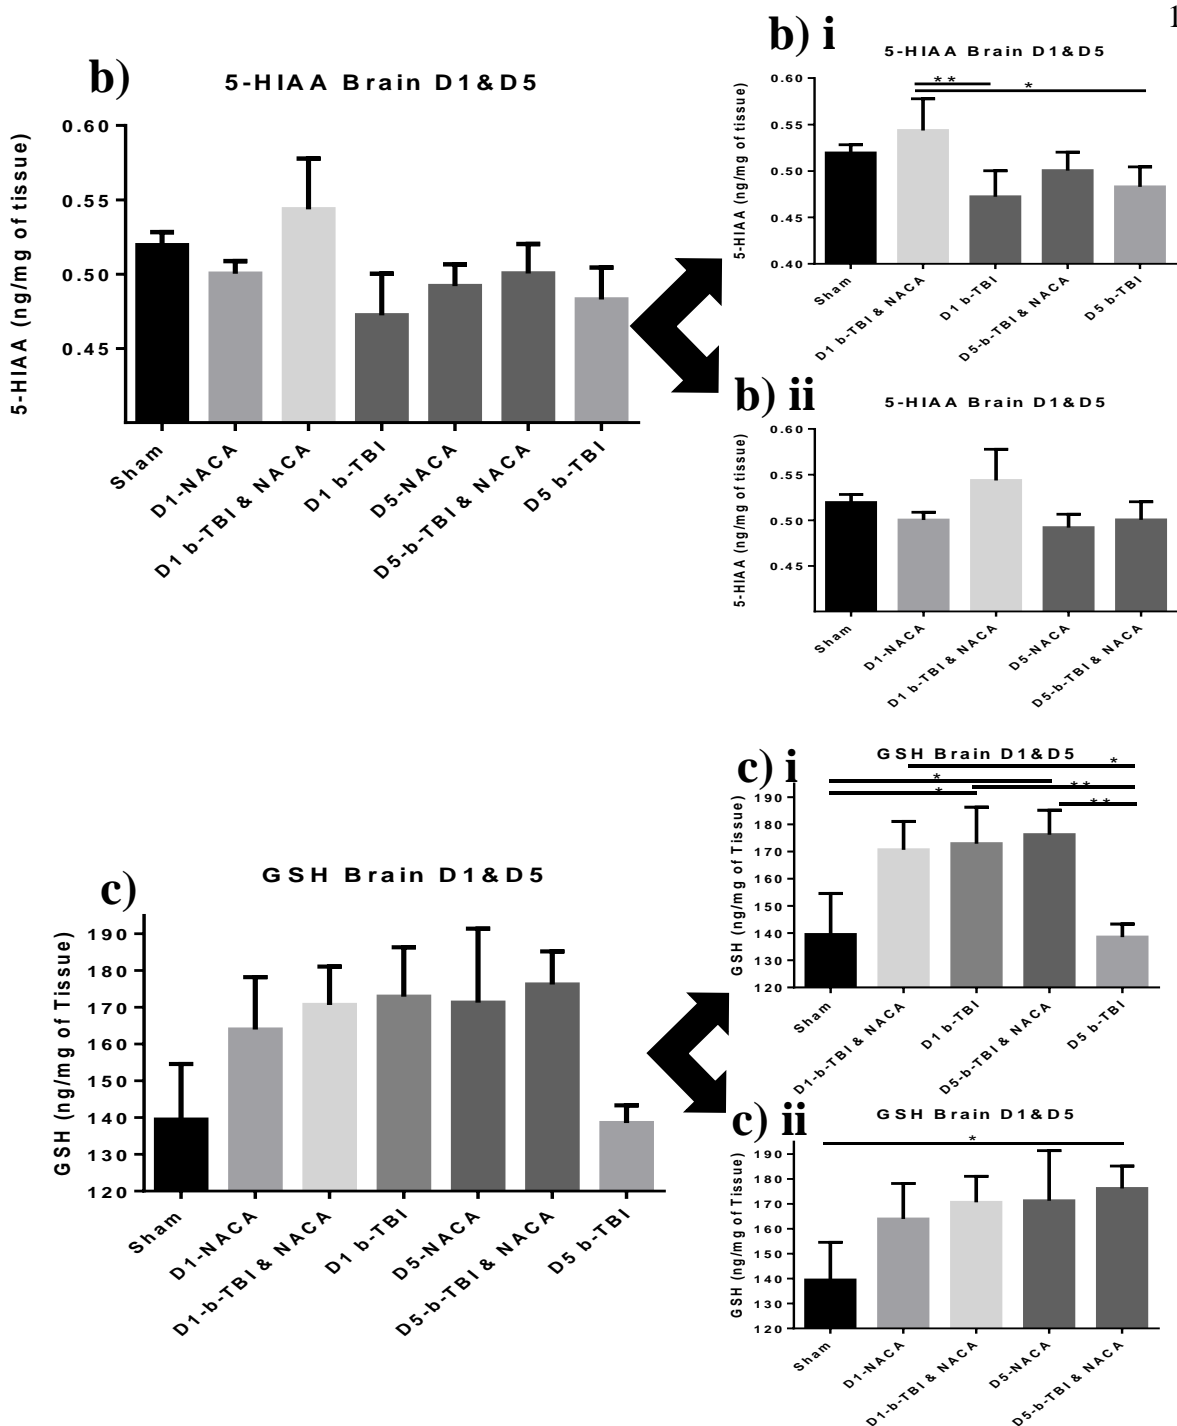 1
b)
5-HIAA Brain D1&D5
5-HIAA (ng/mg of tissue)
0.60
0.55
0.50
0.45
Sham
D1-NACA
D1 b-TBI & NACA
D1 b-TBI
D5-NACA
D5-b-TBI & NACA
D5 b-TBI
b) i
5-HIAA Brain D1&D5
5-HIAA (ng/mg of tissue)
0.60
0.55
0.50
0.45
0.40
**
*
Sham
D1 b-TBI & NACA
D1 b-TBI
D5-b-TBI & NACA
D5 b-TBI
b) ii
5-HIAA Brain D1&D5
5-HIAA (ng/mg of tissue)
0.60
0.55
0.50
0.45
Sham
D1-NACA
D1 b-TBI & NACA
D5-NACA
D5-b-TBI & NACA
c)
GSH Brain D1&D5
GSH (ng/mg of Tissue)
190
180
170
160
150
140
130
120
Sham
D1-NACA
D1-b-TBI & NACA
D1 b-TBI
D5-NACA
D5-b-TBI & NACA
D5 b-TBI
c) i
GSH Brain D1&D5
GSH (ng/mg of Tissue)
*
*
**
*
**
190
180
170
160
150
140
130
120
Sham
D1-b-TBI & NACA
D1 b-TBI
D5-b-TBI & NACA
D5 b-TBI
c) ii
GSH Brain D1&D5
GSH (ng/mg of Tissue)
*
190
180
170
160
150
140
130
120
Sham
D1-NACA
D1-b-TBI & NACA
D5-NACA
D5-b-TBI & NACA